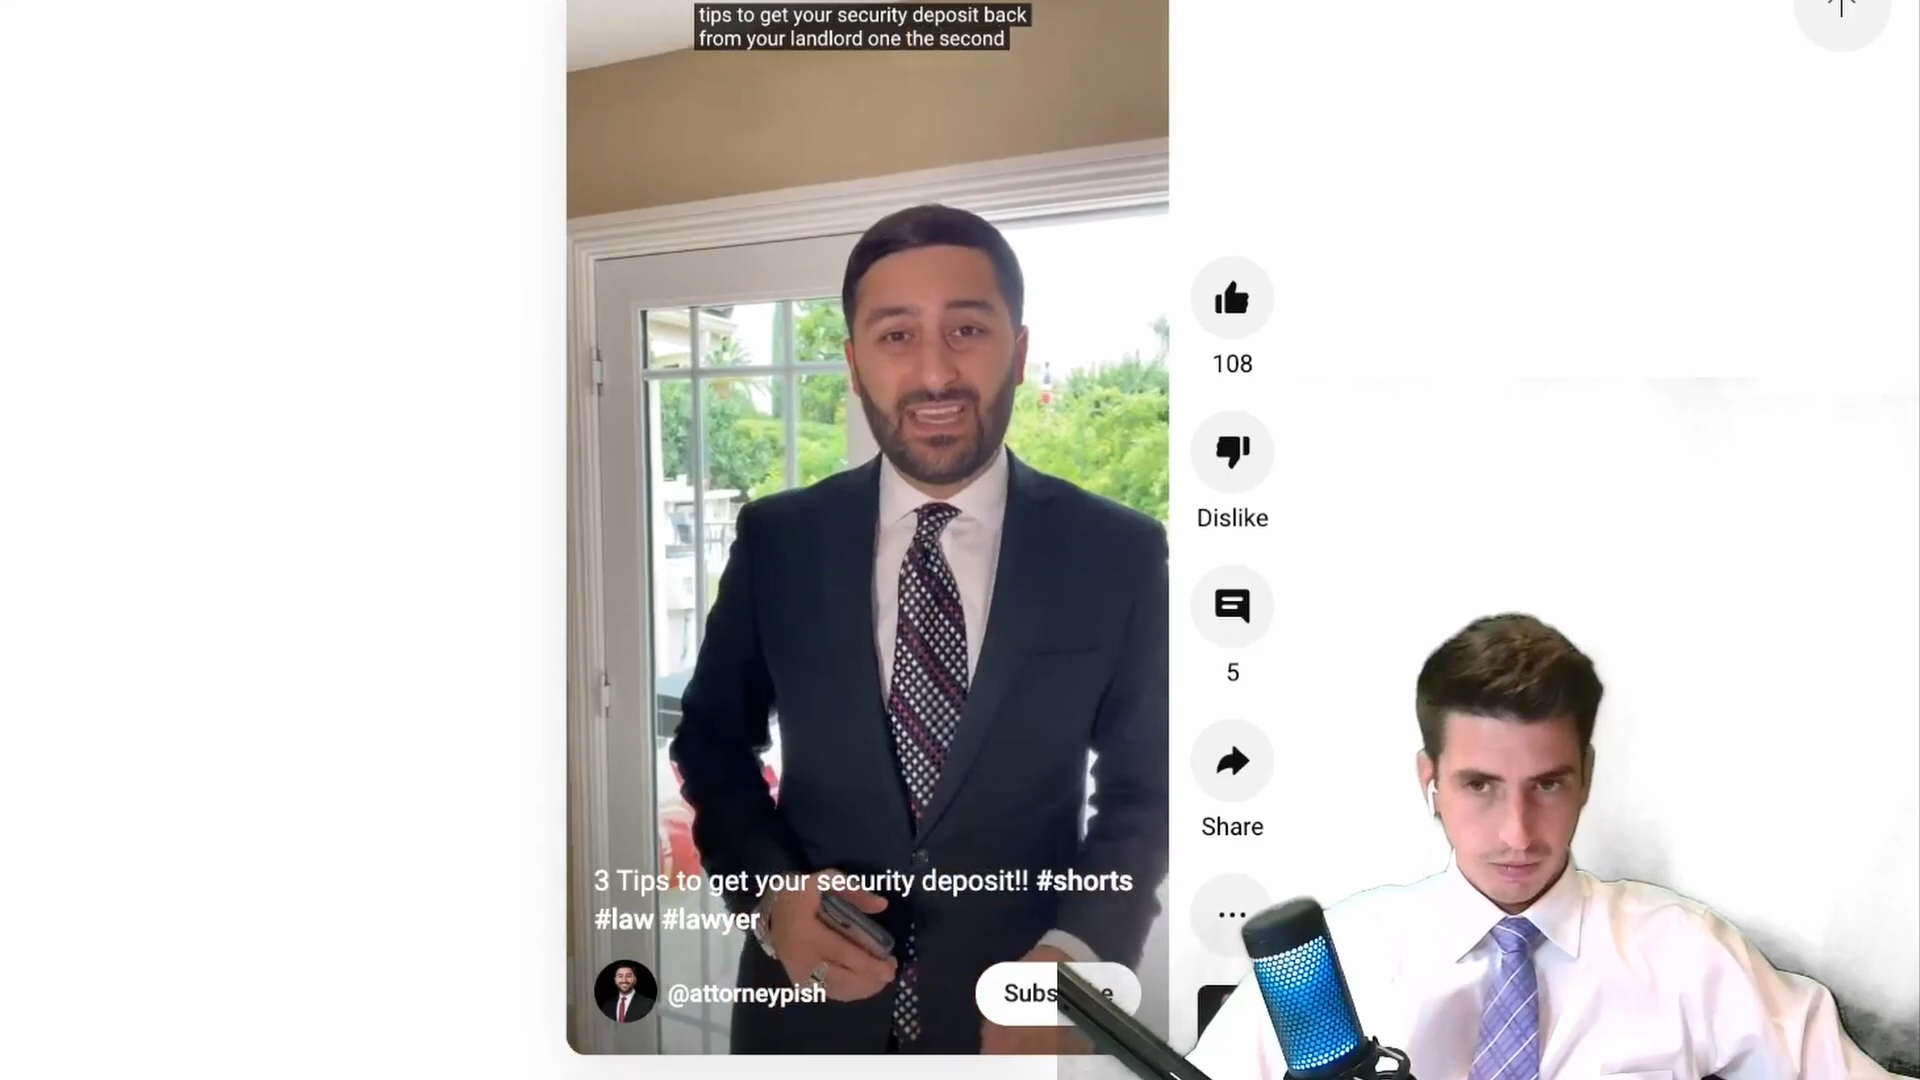 tips to get your security deposit back
from your landlord one the second
108
Dislike
5
Share
3 Tips to get your security deposit!! #shorts
#law #lawyer
@attorneypish